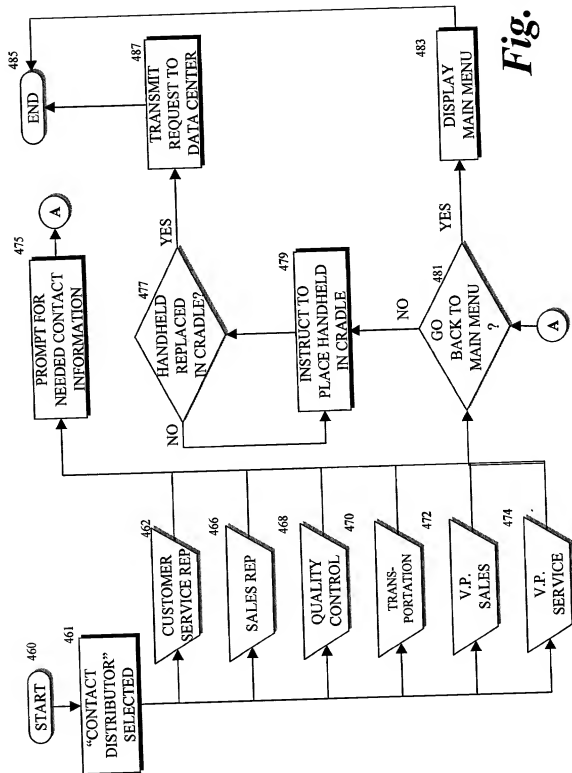 460
START
461
"CONTACT
DISTRIBUTOR"
SELECTED
462
CUSTOMER
SERVICE REP
466
SALES REP
468
QUALITY
CONTROL
470
TRANS-
PORTATION
472
V.P.
SALES
474
V.P.
SERVICE
475
PROMPT FOR
NEEDED CONTACT
INFORMATION
A
477
HANDHELD
REPLACED
IN CRADLE?
NO
YES
479
INSTRUCT TO
PLACE HANDHELD
IN CRADLE
481
GO
BACK TO
MAIN MENU
?
NO
YES
A
485
END
487
TRANSMIT
REQUEST TO
DATA CENTER
483
DISPLAY
MAIN MENU
Fig.